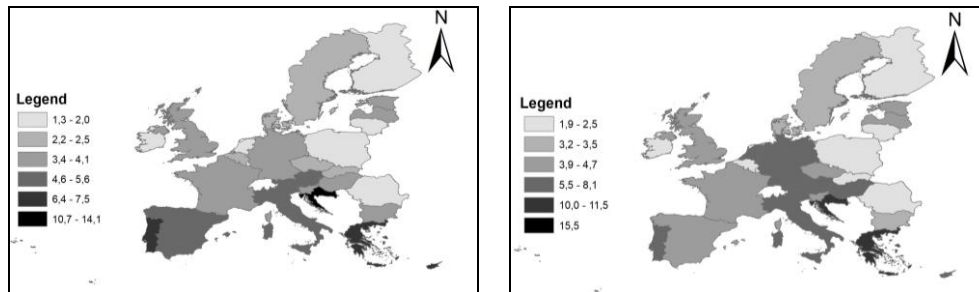 N
Legend
1,3 - 2,0
2,2 - 2,5
3,4 - 4,1
4,6 - 5,6
6,4 - 7,5
10,7 - 14,1
N
Legend
1,9 - 2,5
3,2 - 3,5
3,9 - 4,7
5,5 - 8,1
10,0 - 11,5
15,5